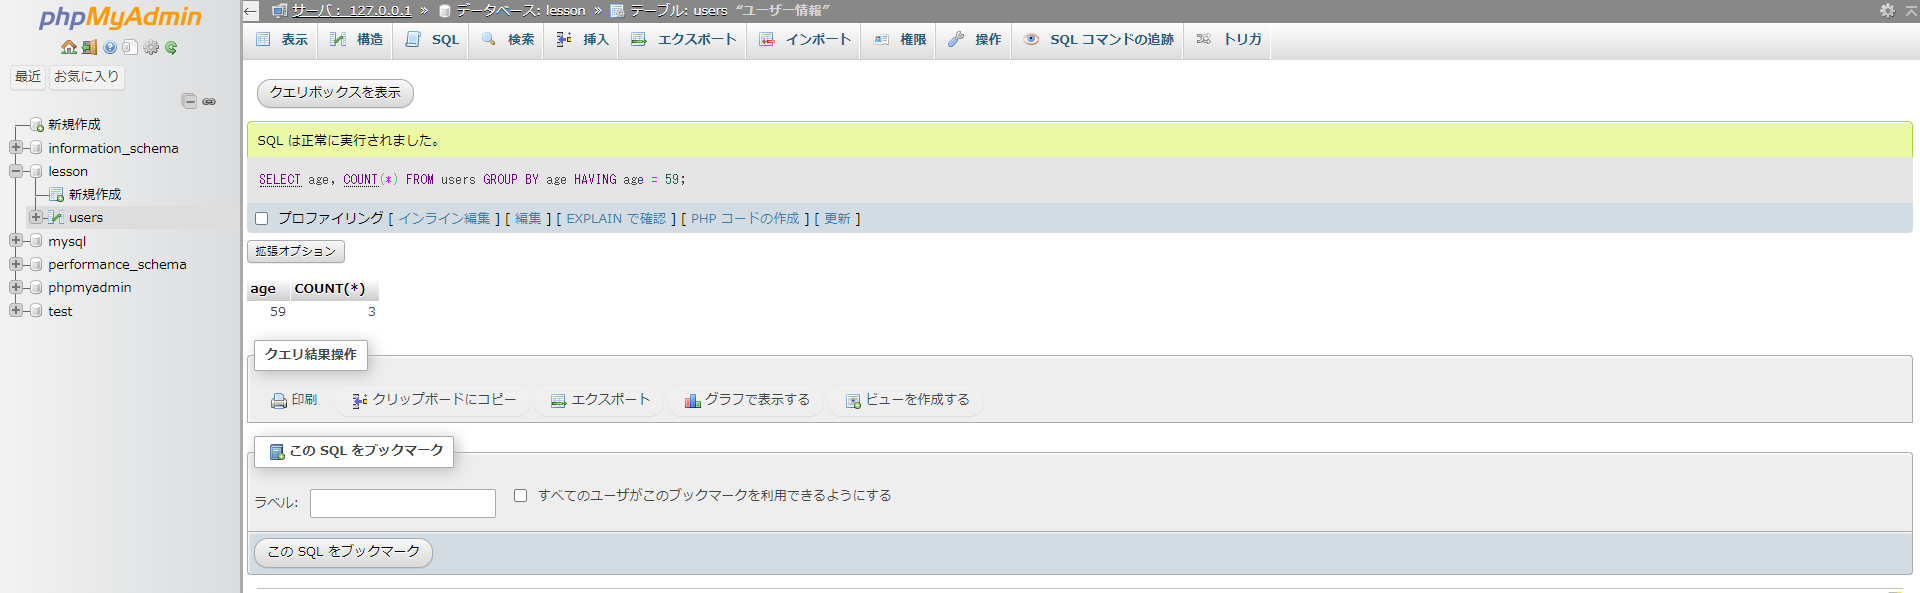 phpMyAdmin
最近 お気に入り
新規作成
information_schema
lesson
新規作成
users
mysql
performance_schema
phpmyadmin
test
サーバ: 127.0.0.1 » データベース: lesson » テーブル: users “ユーザー情報”
表示 構造 SQL 検索 挿入 エクスポート インポート 権限 操作 SQL コマンドの追跡 トリガ
クエリボックスを表示
SQL は正常に実行されました。
SELECT age, COUNT(*) FROM users GROUP BY age HAVING age = 59;
プロファイリング [ インライン編集 ] [ 編集 ] [ EXPLAIN で確認 ] [ PHP コードの作成 ] [ 更新 ]
拡張オプション
age COUNT(*)
59 3
クエリ結果操作
印刷 クリップボードにコピー エクスポート グラフで表示する ビューを作成する
この SQL をブックマーク
ラベル: すべてのユーザがこのブックマークを利用できるようにする
この SQL をブックマーク